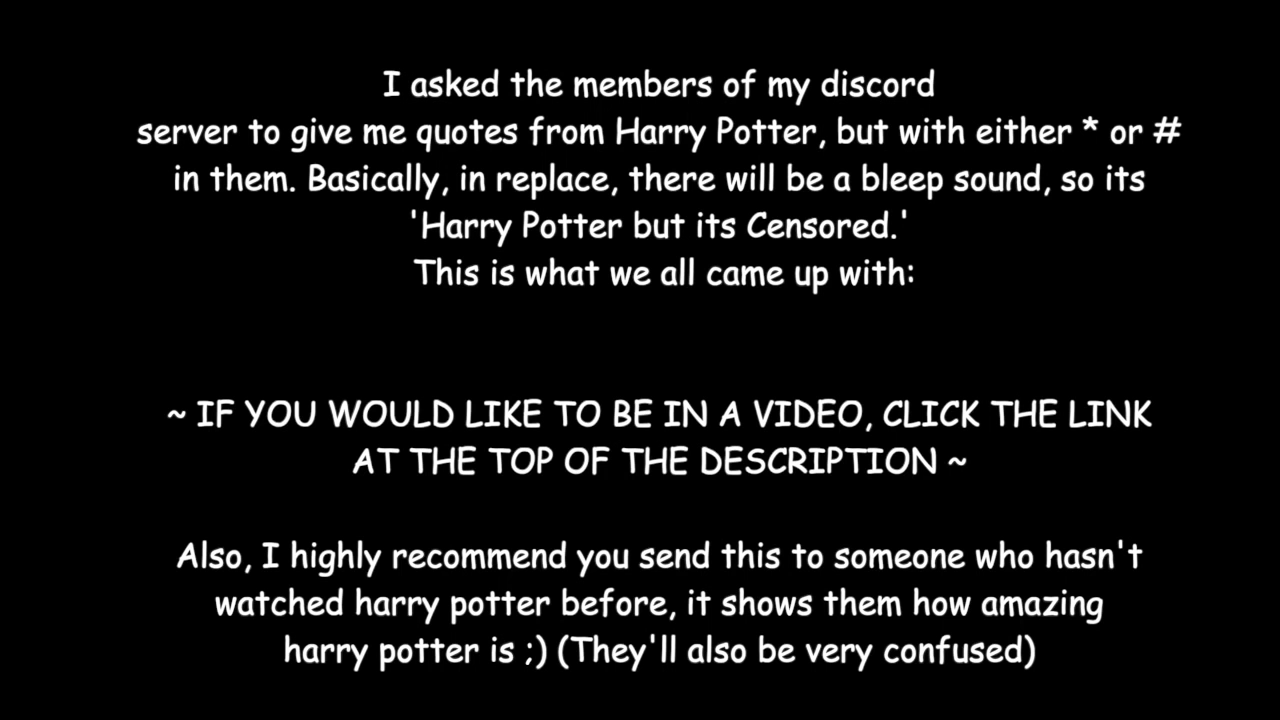 I asked the members of my discord
server to give me quotes from Harry Potter, but with either * or #
in them. Basically, in replace, there will be a bleep sound, so its
'Harry Potter but its Censored.'
This is what we all came up with:
~ IF YOU WOULD LIKE TO BE IN A VIDEO, CLICK THE LINK
AT THE TOP OF THE DESCRIPTION ~
Also, I highly recommend you send this to someone who hasn't
watched harry potter before, it shows them how amazing
harry potter is ;) (They'll also be very confused)